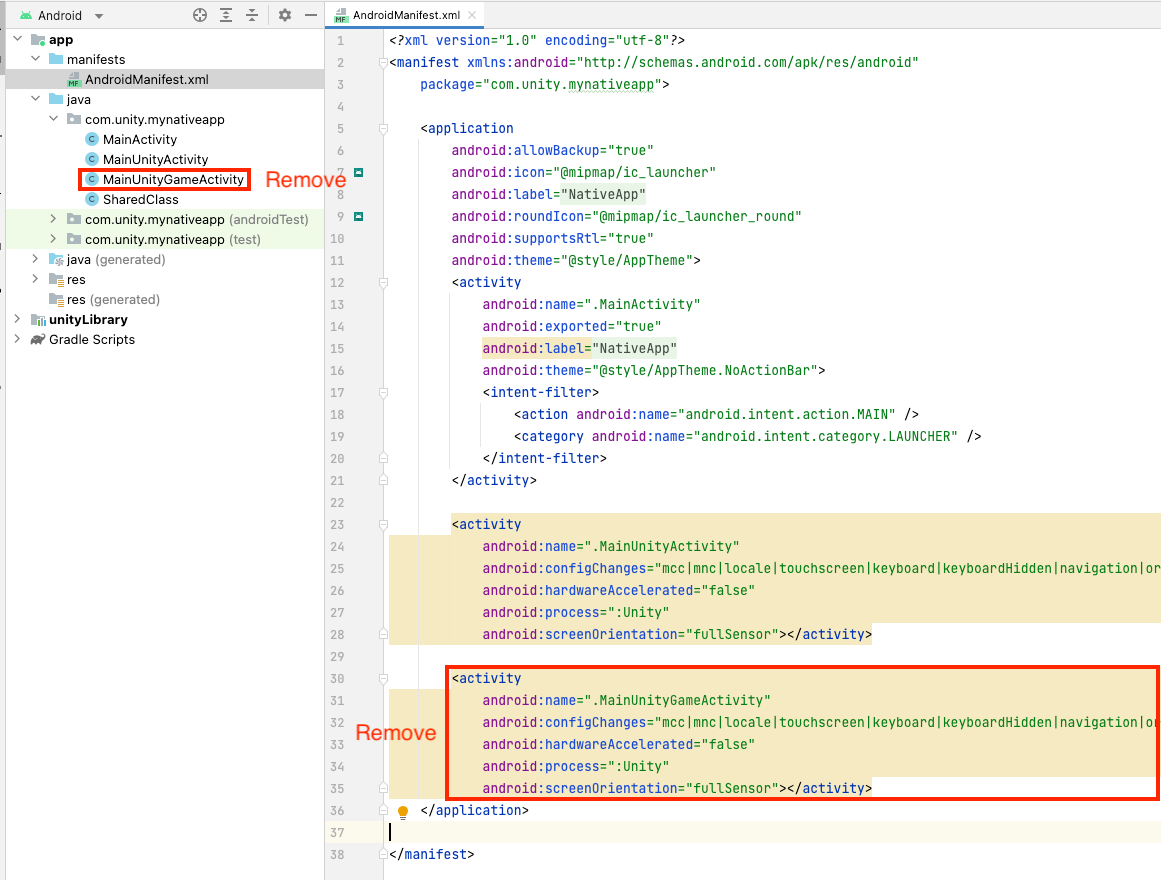 Android
AndroidManifest.xml
app
manifests
MF AndroidManifest.xml
java
com.unity.mynativeapp
C MainActivity
C MainUnityActivity
C MainUnityGameActivity Remove
C SharedClass
com.unity.mynativeapp (androidTest)
com.unity.mynativeapp (test)
java (generated)
res
res (generated)
unityLibrary
Gradle Scripts
1 <?xml version="1.0" encoding="utf-8"?>
2 <manifest xmlns:android="http://schemas.android.com/apk/res/android"
3 package="com.unity.mynativeapp">
4
5 <application
6 android:allowBackup="true"
7 android:icon="@mipmap/ic_launcher"
8 android:label="NativeApp"
9 android:roundIcon="@mipmap/ic_launcher_round"
10 android:supportsRtl="true"
11 android:theme="@style/AppTheme">
12 <activity
13 android:name=".MainActivity"
14 android:exported="true"
15 android:label="NativeApp"
16 android:theme="@style/AppTheme.NoActionBar">
17 <intent-filter>
18 <action android:name="android.intent.action.MAIN" />
19 <category android:name="android.intent.category.LAUNCHER" />
20 </intent-filter>
21 </activity>
22
23 <activity
24 android:name=".MainUnityActivity"
25 android:configChanges="mcc|mnc|locale|touchscreen|keyboard|keyboardHidden|navigation|or
26 android:hardwareAccelerated="false"
27 android:process=":Unity"
28 android:screenOrientation="fullSensor"></activity>
29
30 <activity
31 android:name=".MainUnityGameActivity"
32 android:configChanges="mcc|mnc|locale|touchscreen|keyboard|keyboardHidden|navigation|or
Remove
33 android:hardwareAccelerated="false"
34 android:process=":Unity"
35 android:screenOrientation="fullSensor"></activity>
36 </application>
37
38 </manifest>